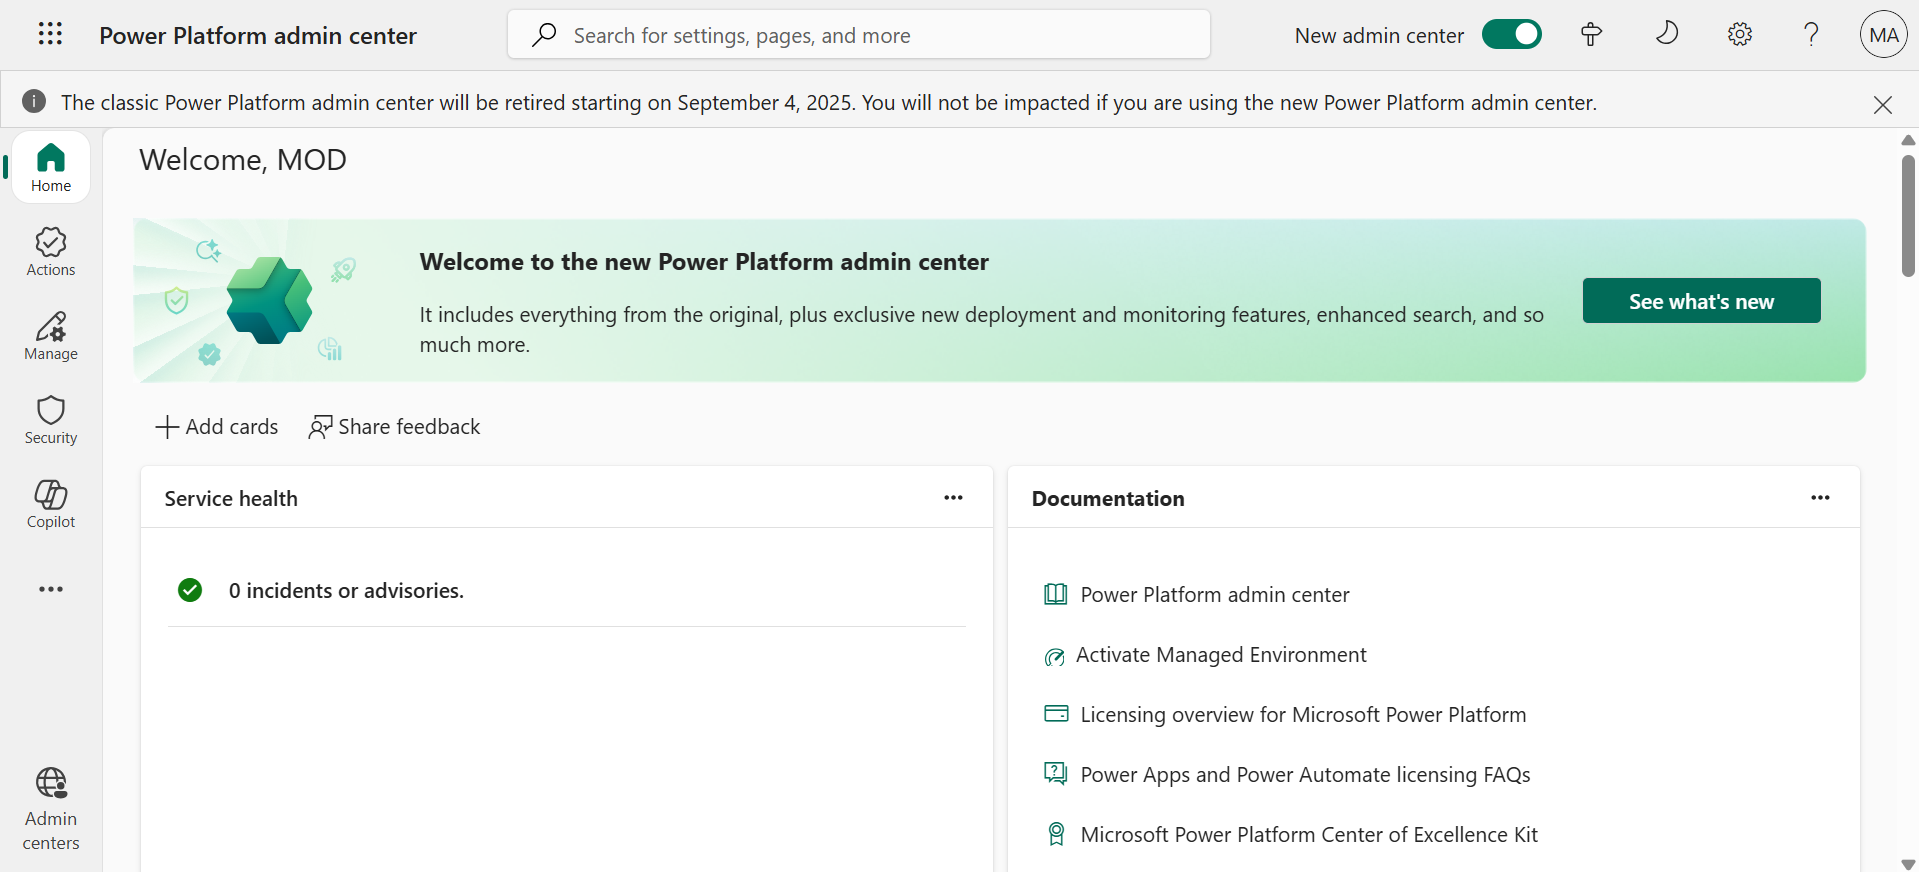 Power Platform admin center
Search for settings, pages, and more
New admin center
MA
The classic Power Platform admin center will be retired starting on September 4, 2025. You will not be impacted if you are using the new Power Platform admin center.
Home
Actions
Manage
Security
Copilot
Admin
centers
Welcome, MOD
Welcome to the new Power Platform admin center
It includes everything from the original, plus exclusive new deployment and monitoring features, enhanced search, and so
much more.
See what's new
Add cards
Share feedback
Service health
0 incidents or advisories.
Documentation
Power Platform admin center
Activate Managed Environment
Licensing overview for Microsoft Power Platform
Power Apps and Power Automate licensing FAQs
Microsoft Power Platform Center of Excellence Kit